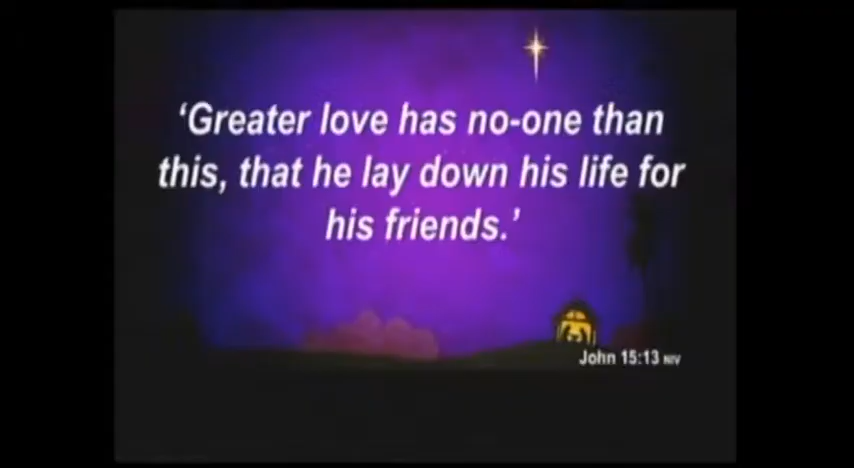 ‘Greater love has no-one than
this, that he lay down his life for
his friends.’
John 15:13 NIV